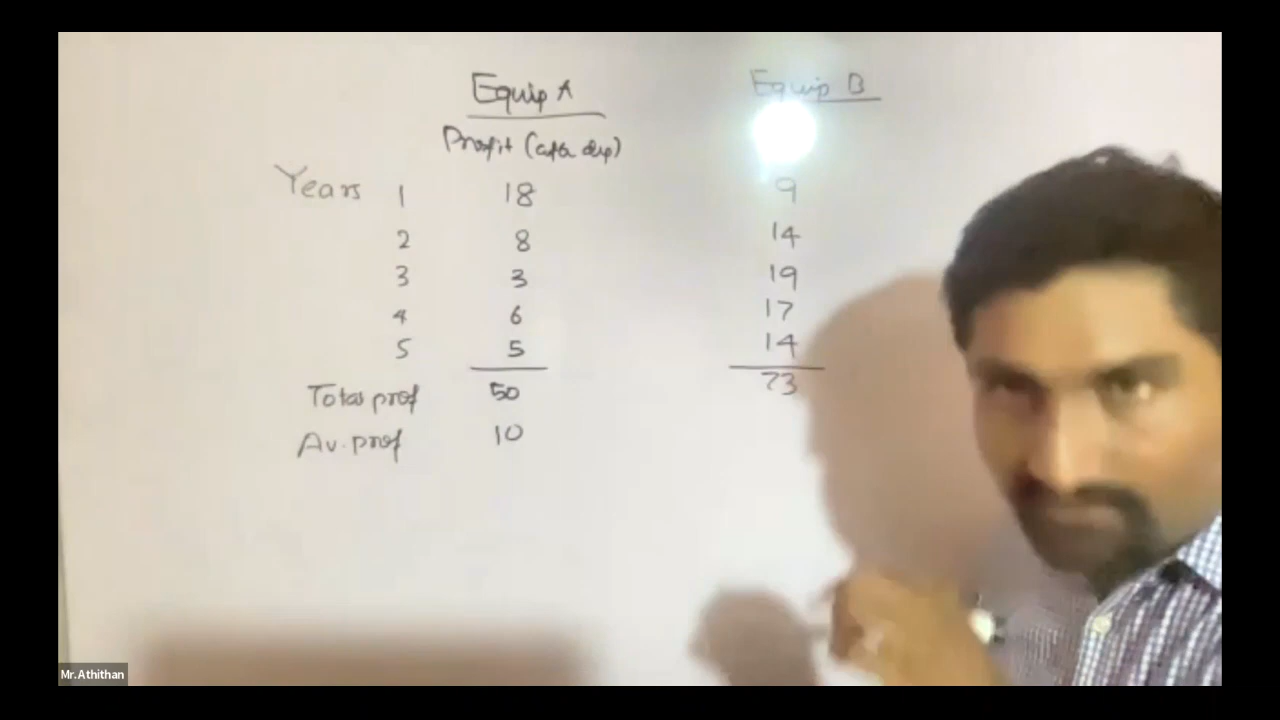 Equip A Equip B
Profit (after dep)
Years 1 18 9
2 8 14
3 3 19
4 6 17
5 5 14
Total prof 50 73
Av. prof 10
Mr.Athithan